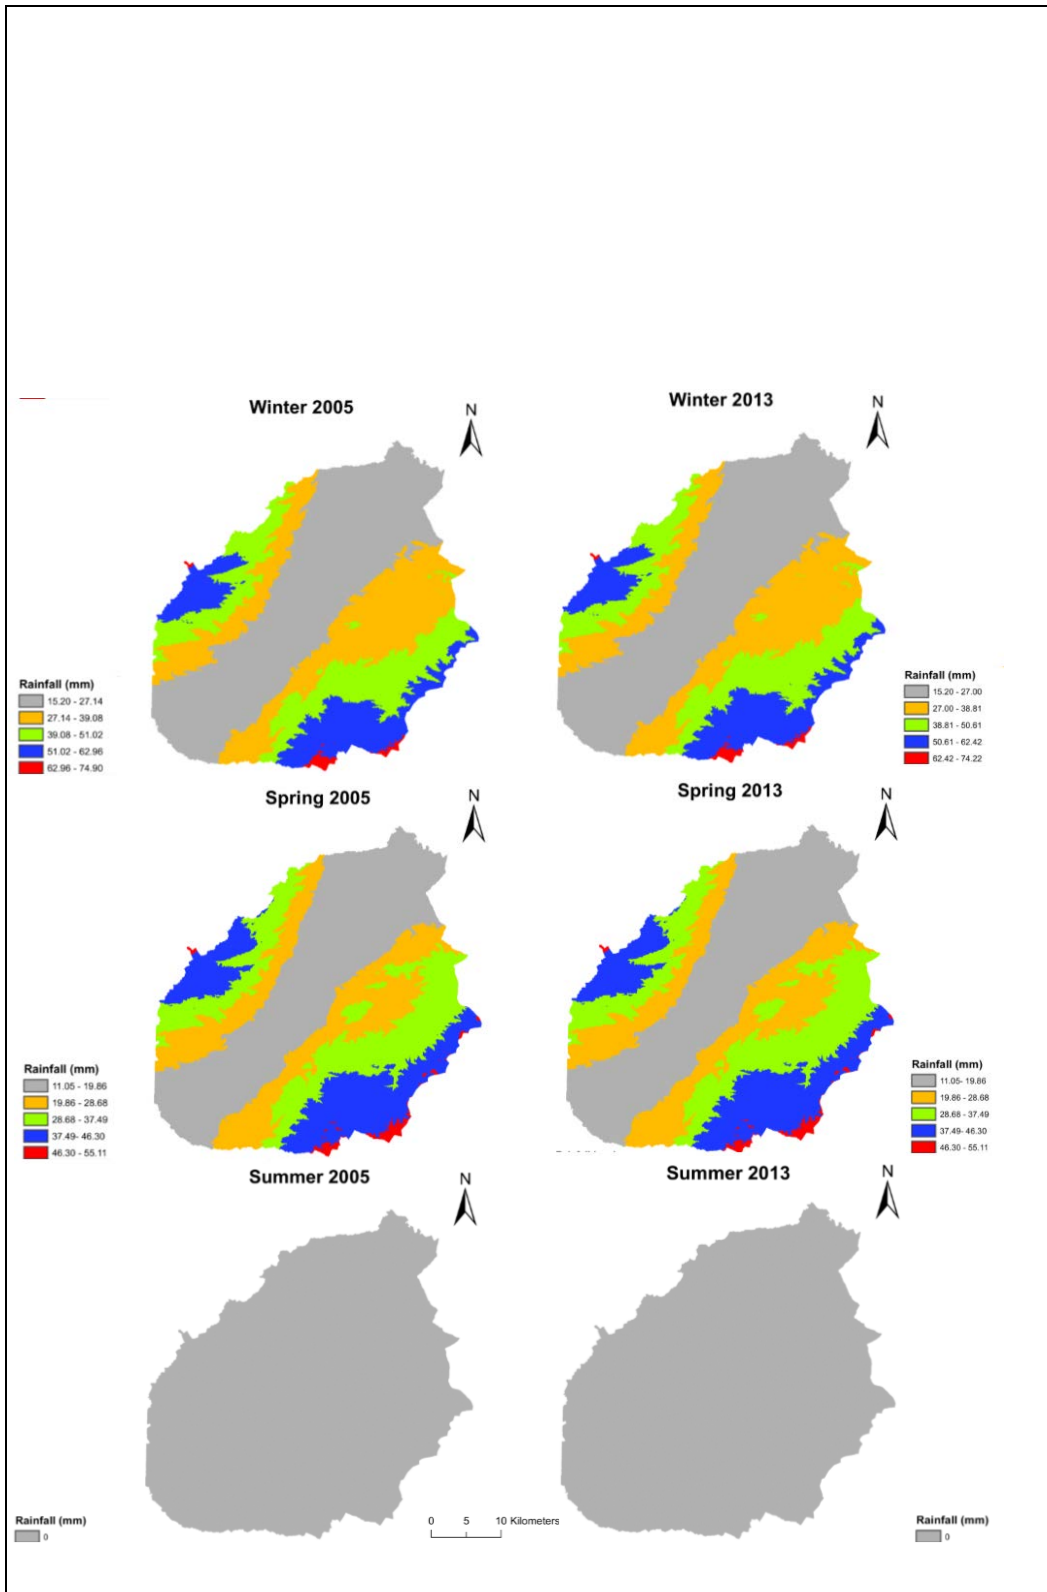 Winter 2005
N
Rainfall (mm)
15.20 - 27.14
27.14 - 39.08
39.08 - 51.02
51.02 - 62.96
62.96 - 74.90
Winter 2013
N
Rainfall (mm)
15.20 - 27.00
27.00 - 38.81
38.81 - 50.61
50.61 - 62.42
62.42 - 74.22
Spring 2005
N
Rainfall (mm)
11.05 - 19.86
19.86 - 28.68
28.68 - 37.49
37.49- 46.30
46.30 - 55.11
Spring 2013
N
Rainfall (mm)
11.05- 19.86
19.86 - 28.68
28.68 - 37.49
37.49- 46.30
46.30 - 55.11
Summer 2005
N
Rainfall (mm)
0
0 5 10 Kilometers
Summer 2013
N
Rainfall (mm)
0